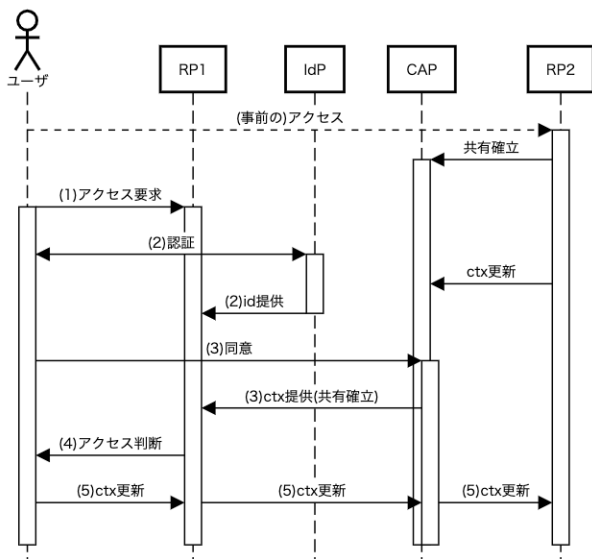 ユーザ
RP1
IdP
CAP
RP2
(事前の)アクセス
共有確立
(1)アクセス要求
(2)認証
ctx更新
(2)id提供
(3)同意
(3)ctx提供(共有確立)
(4)アクセス判断
(5)ctx更新
(5)ctx更新
(5)ctx更新